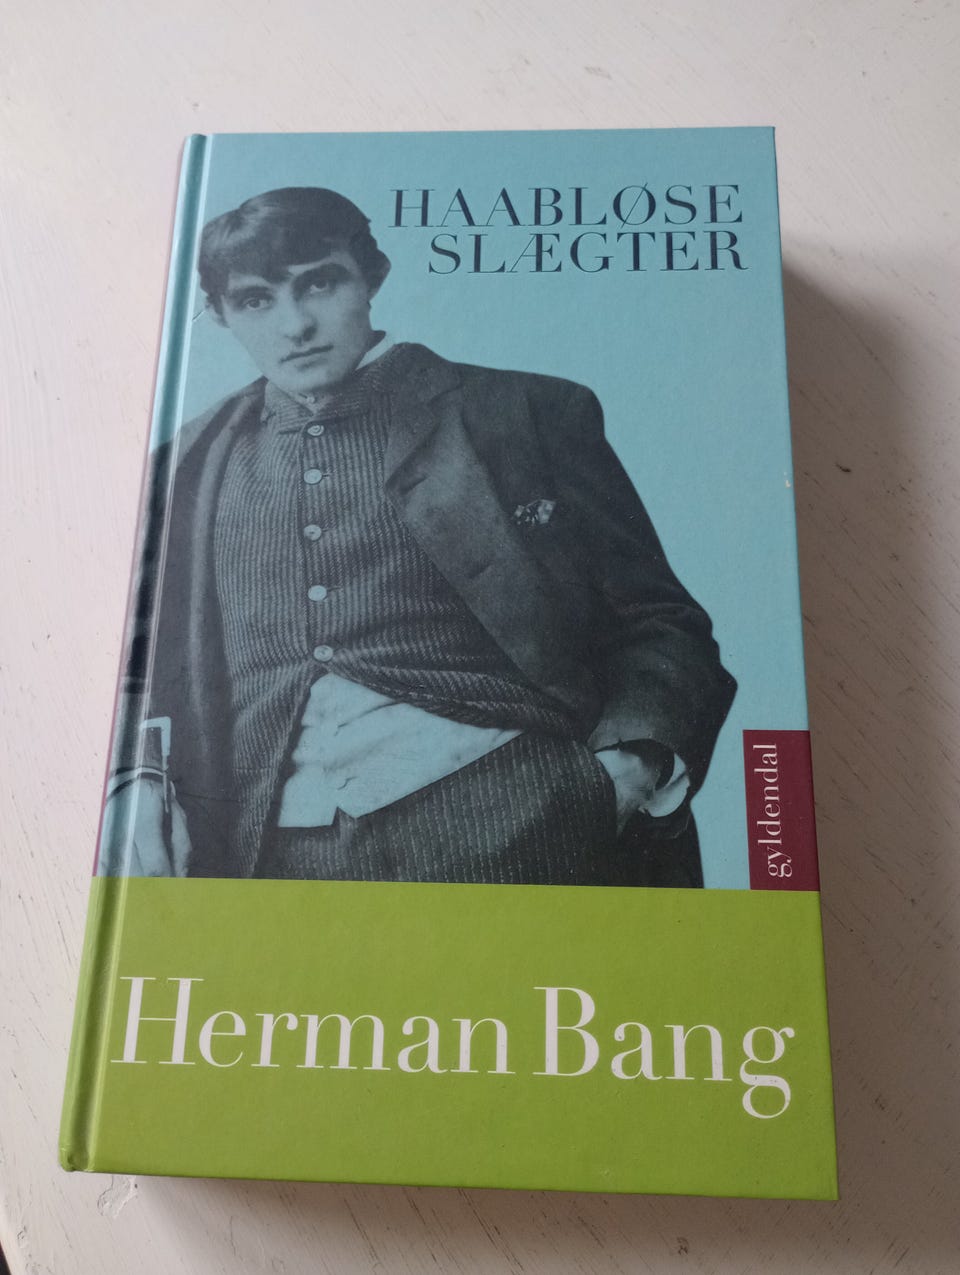 HAABLØSE
SLÆGTER
gyldendal
Herman Bang